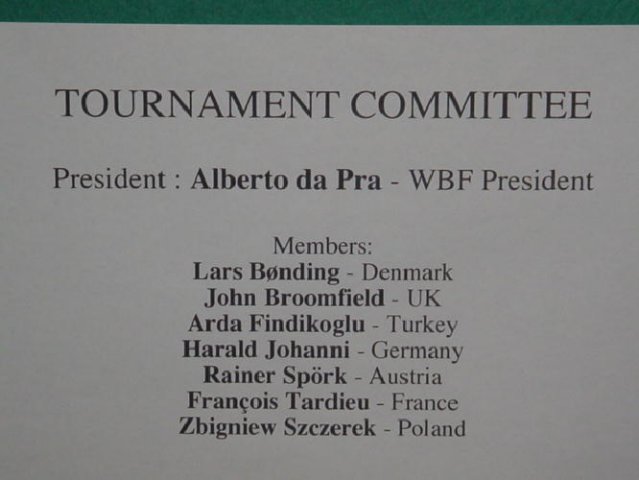 TOURNAMENT COMMITTEE
President : Alberto da Pra - WBF President
Members:
Lars Bønding - Denmark
John Broomfield - UK
Arda Findikoglu - Turkey
Harald Johanni - Germany
Rainer Spörk - Austria
François Tardieu - France
Zbigniew Szczerek - Poland